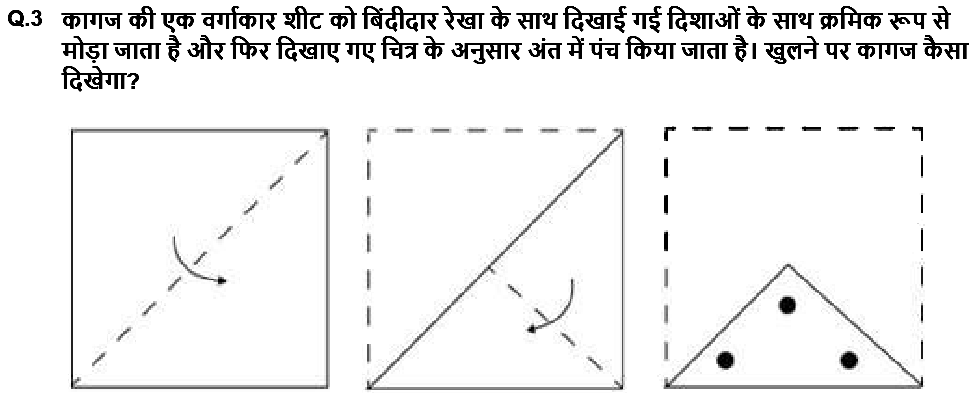 Q.3 कागज की एक वर्गाकार शीट को बिंदीदार रेखा के साथ दिखाई गई दिशाओं के साथ क्रमिक रूप से
मोड़ा जाता है और फिर दिखाए गए चित्र के अनुसार अंत में पंच किया जाता है। खुलने पर कागज कैसा
दिखेगा?